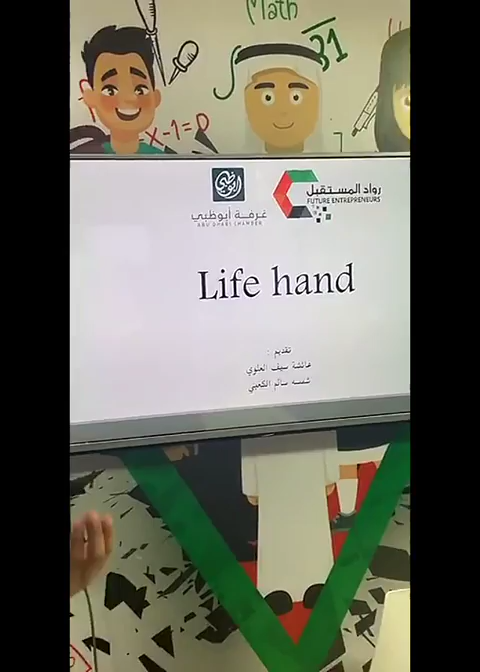 Math
31
x-1=0
أبوظبي
غرفة أبوظبي
ABU DHABI CHAMBER
رواد المستقبل
FUTURE ENTREPRENEURS
Life hand
تقديم :
عائشة سيف العلوي
شمسه سالم الكعبي